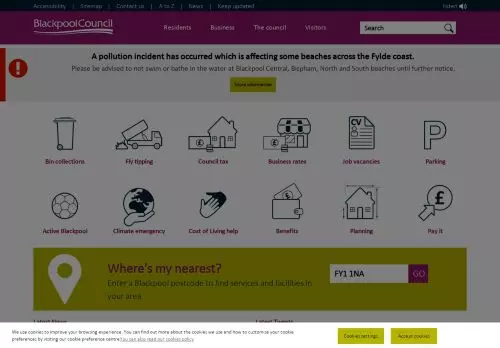 Accessibility | Sitemap | Contact us | A to Z | News | Keep updated listen
BlackpoolCouncil
Residents Business The council Visitors Search
A pollution incident has occurred which is affecting some beaches across the Fylde coast.
Please be advised to not swim or bathe in the water at Blackpool Central, Bispham, North and South beaches until further notice.
More information
CV
Bin collections Fly tipping Council tax Business rates Job vacancies Parking
Active Blackpool Climate emergency Cost of Living help Benefits Planning Pay it
Where's my nearest?
Enter a Blackpool postcode to find services and facilities in
your area
FY1 1NA GO
Latest News Latest Tweets
We use cookies to improve your browsing experience. You can find out more about the cookies we use and how to customise your cookie
preferences by visiting our cookie preference centre.You can also read our cookies policy
Cookies settings Accept cookies